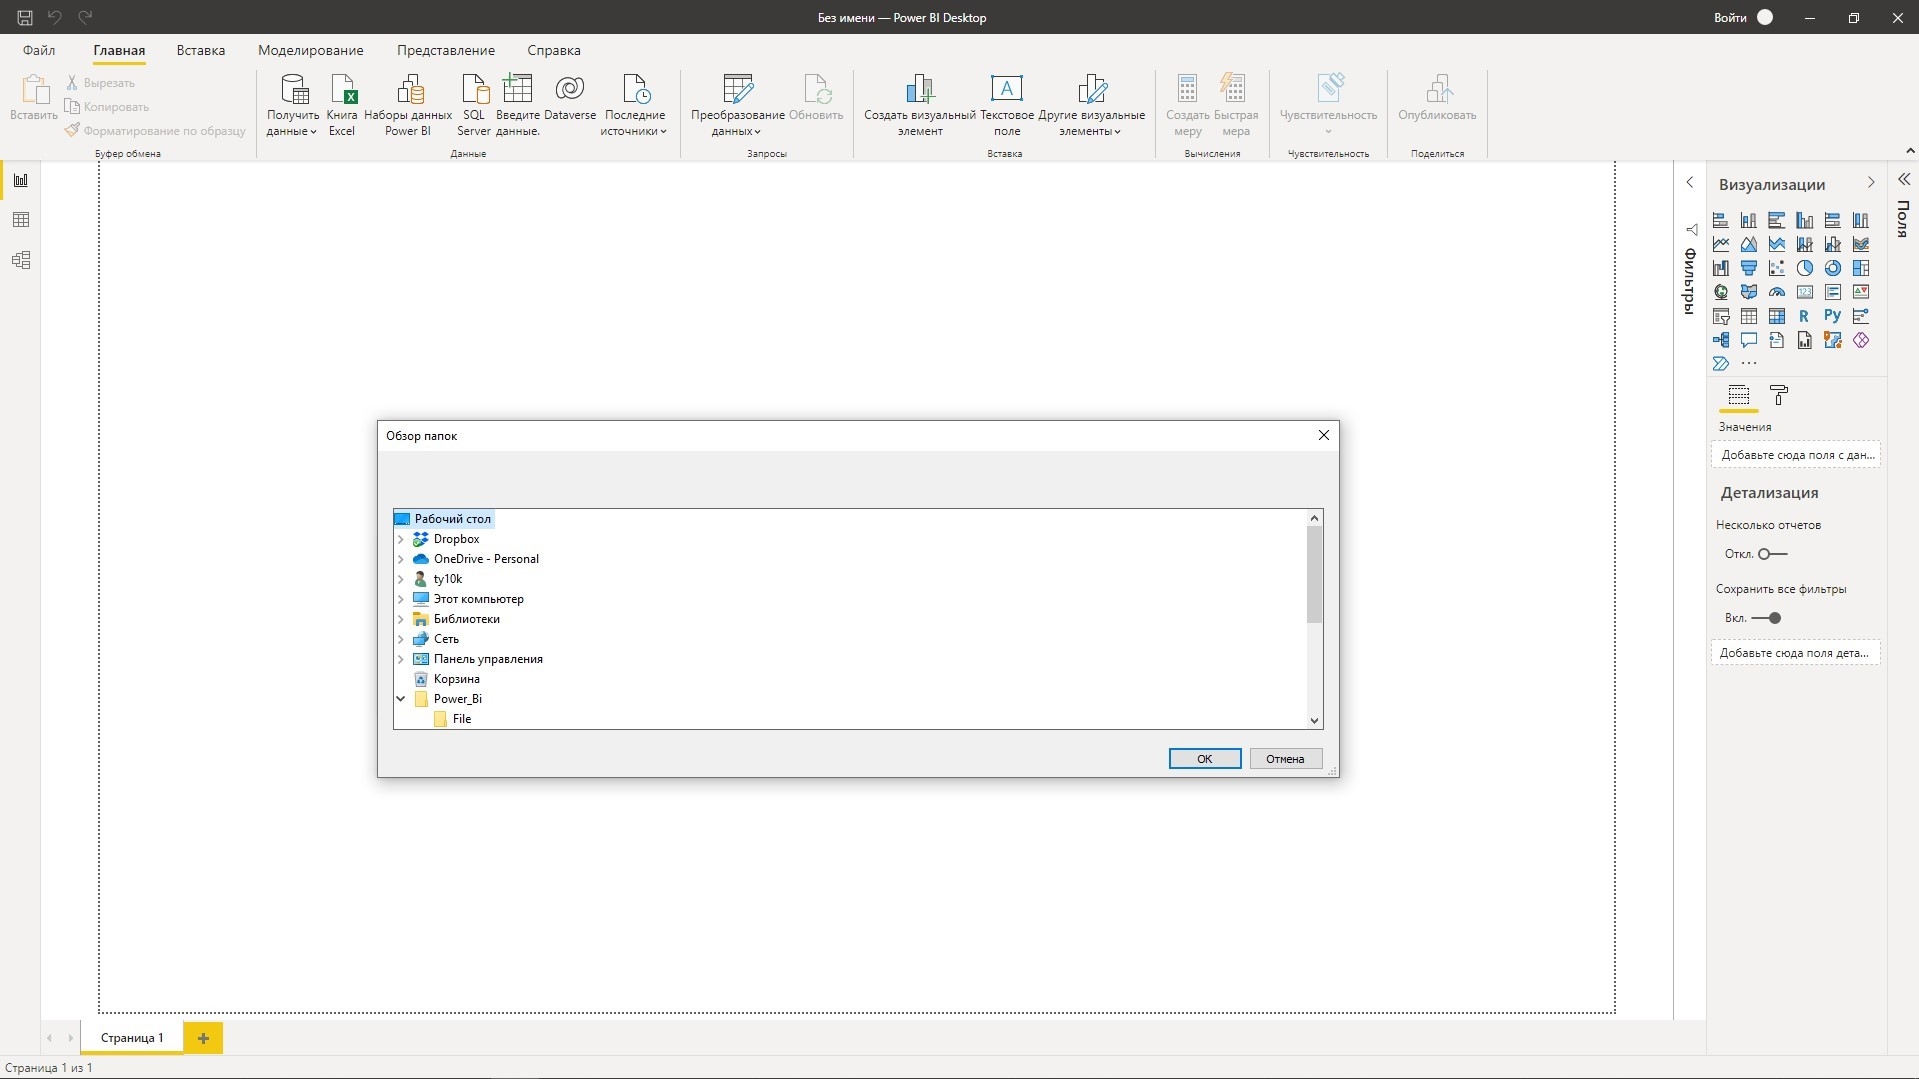 Без имени — Power BI Desktop
Войти
Файл
Главная
Вставка
Моделирование
Представление
Справка
Вставить
Вырезать
Копировать
Форматирование по образцу
Буфер обмена
Получить данные
Книга Excel
Наборы данных Power BI
SQL Server
Введите данные.
Dataverse
Последние источники
Данные
Преобразование данных
Обновить
Запросы
Создать визуальный элемент
Текстовое поле
Другие визуальные элементы
Вставка
Создать меру
Быстрая мера
Вычисления
Чувствительность
Чувствительность
Опубликовать
Поделиться
Фильтры
Визуализации
123
R
Py
Значения
Добавьте сюда поля с дан...
Детализация
Несколько отчетов
Откл.
Сохранить все фильтры
Вкл.
Добавьте сюда поля дета...
Поля
Обзор папок
Рабочий стол
Dropbox
OneDrive - Personal
ty10k
Этот компьютер
Библиотеки
Сеть
Панель управления
Корзина
Power_Bi
File
OK
Отмена
Страница 1
Страница 1 из 1